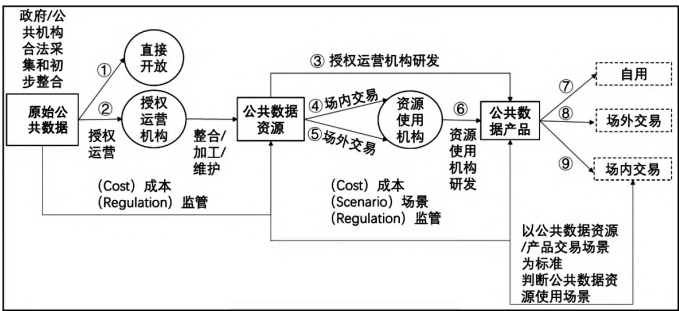 政府/公
共机构
合法采
集和初
步整合
原始公
共数据
①
直接
开放
②
授权
运营
授权
运营
机构
整合/
加工/
维护
公共数据
资源
③ 授权运营机构研发
④ 场内交易
⑤ 场外交易
资源
使用
机构
⑥
资源
使用
机构
研发
公共数
据产品
⑦
自用
⑧
场外交易
⑨
场内交易
（Cost）成本
（Regulation）监管
（Cost）成本
（Scenario）场景
（Regulation）监管
以公共数据资源
/产品交易场景
为标准
判断公共数据资
源使用场景